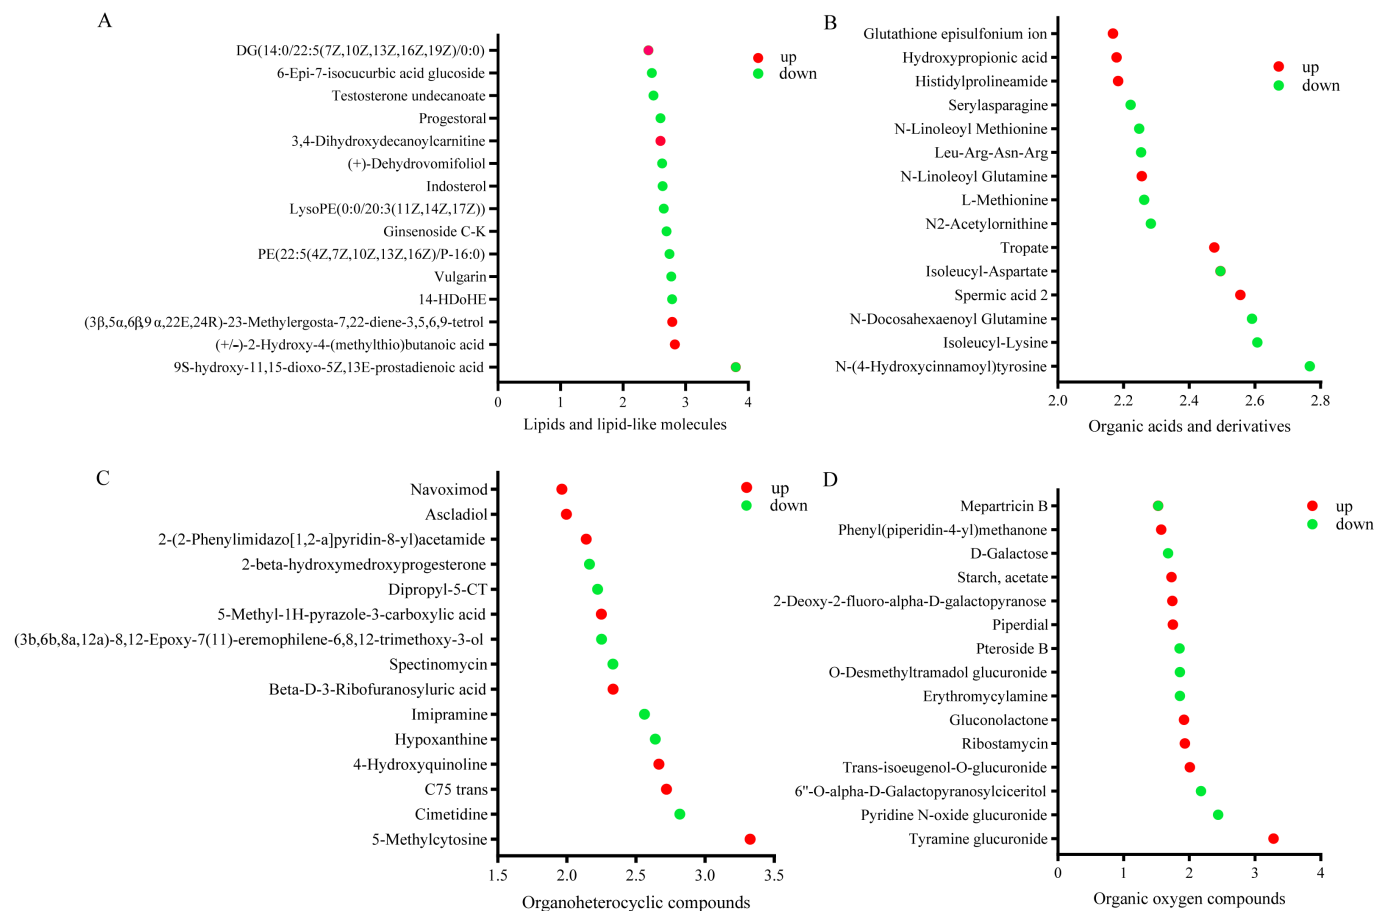 A
DG(14:0/22:5(7Z,10Z,13Z,16Z,19Z)/0:0)
6-Epi-7-isocucurbic acid glucoside
Testosterone undecanoate
Progestoral
3,4-Dihydroxydecanoylcarnitine
(+)-Dehydrovomifoliol
Indosterol
LysoPE(0:0/20:3(11Z,14Z,17Z))
Ginsenoside C-K
PE(22:5(4Z,7Z,10Z,13Z,16Z)/P-16:0)
Vulgarin
14-HDoHE
(3β,5α,6β,9α,22E,24R)-23-Methylergosta-7,22-diene-3,5,6,9-tetrol
(+/-)-2-Hydroxy-4-(methylthio)butanoic acid
9S-hydroxy-11,15-dioxo-5Z,13E-prostadienoic acid
up
down
0 1 2 3 4
Lipids and lipid-like molecules
B
Glutathione episulfonium ion
Hydroxypropionic acid
Histidylprolineamide
Serylasparagine
N-Linoleoyl Methionine
Leu-Arg-Asn-Arg
N-Linoleoyl Glutamine
L-Methionine
N2-Acetylornithine
Tropate
Isoleucyl-Aspartate
Spermic acid 2
N-Docosahexaenoyl Glutamine
Isoleucyl-Lysine
N-(4-Hydroxycinnamoyl)tyrosine
up
down
2.0 2.2 2.4 2.6 2.8
Organic acids and derivatives
C
Navoximod
Ascladiol
2-(2-Phenylimidazo[1,2-a]pyridin-8-yl)acetamide
2-beta-hydroxymedroxyprogesterone
Dipropyl-5-CT
5-Methyl-1H-pyrazole-3-carboxylic acid
(3b,6b,8a,12a)-8,12-Epoxy-7(11)-eremophilene-6,8,12-trimethoxy-3-ol
Spectinomycin
Beta-D-3-Ribofuranosyluric acid
Imipramine
Hypoxanthine
4-Hydroxyquinoline
C75 trans
Cimetidine
5-Methylcytosine
up
down
1.5 2.0 2.5 3.0 3.5
Organoheterocyclic compounds
D
Mepartricin B
Phenyl(piperidin-4-yl)methanone
D-Galactose
Starch, acetate
2-Deoxy-2-fluoro-alpha-D-galactopyranose
Piperdial
Pteroside B
O-Desmethyltramadol glucuronide
Erythromycylamine
Gluconolactone
Ribostamycin
Trans-isoeugenol-O-glucuronide
6"-O-alpha-D-Galactopyranosylciceritol
Pyridine N-oxide glucuronide
Tyramine glucuronide
up
down
0 1 2 3 4
Organic oxygen compounds